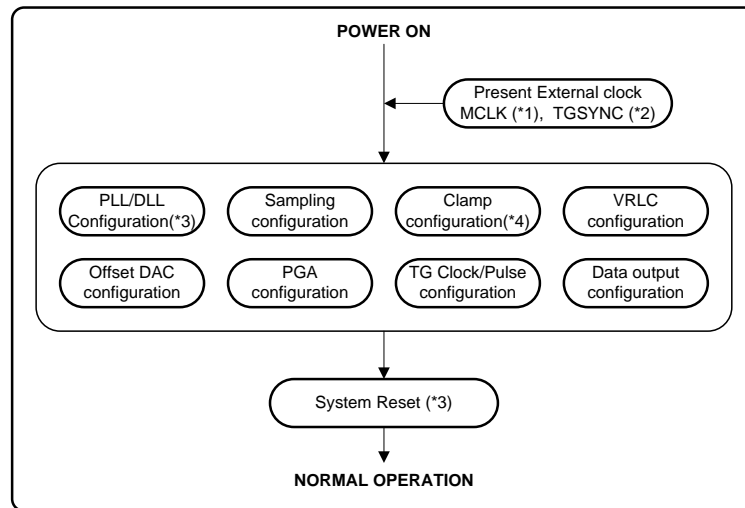 POWER ON
Present External clock
MCLK (*1), TGSYNC (*2)
PLL/DLL
Configuration(*3)
Sampling
configuration
Clamp
configuration(*4)
VRLC
configuration
Offset DAC
configuration
PGA
configuration
TG Clock/Pulse
configuration
Data output
configuration
System Reset (*3)
NORMAL OPERATION